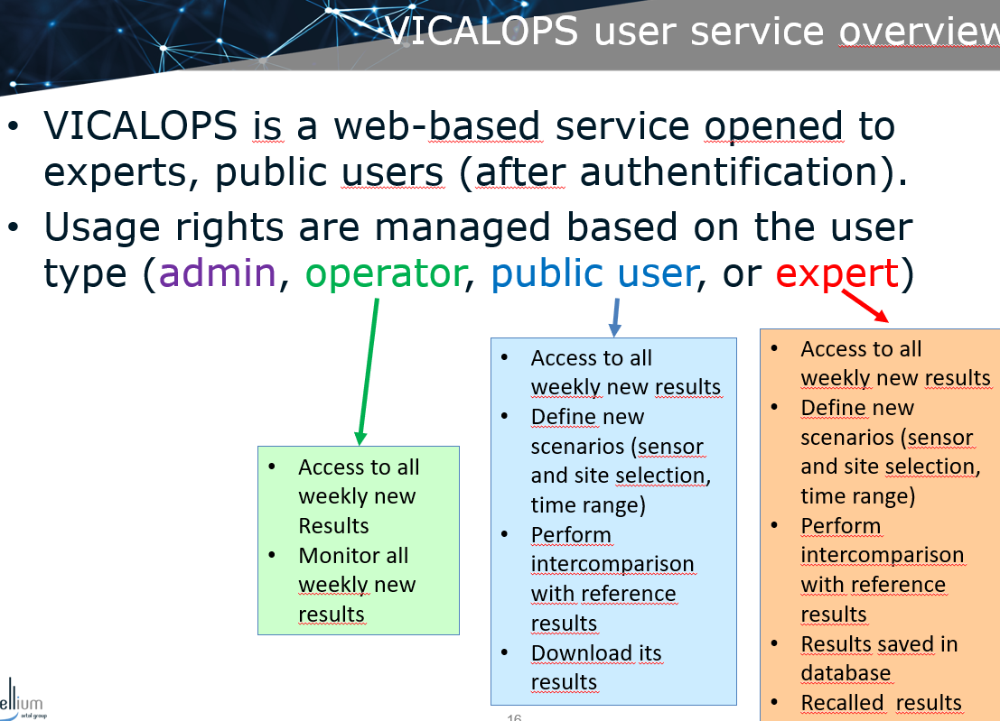 VICALOPS user service overview
• VICALOPS is a web-based service opened to
experts, public users (after authentification).
• Usage rights are managed based on the user
type (admin, operator, public user, or expert)
• Access to all
weekly new
Results
• Monitor all
weekly new
results
• Access to all
weekly new results
• Define new
scenarios (sensor
and site selection,
time range)
• Perform
intercomparison
with reference
results
• Download its
results
• Access to all
weekly new results
• Define new
scenarios (sensor
and site selection,
time range)
• Perform
intercomparison
with reference
results
• Results saved in
database
• Recalled results
ellium
artal group
16